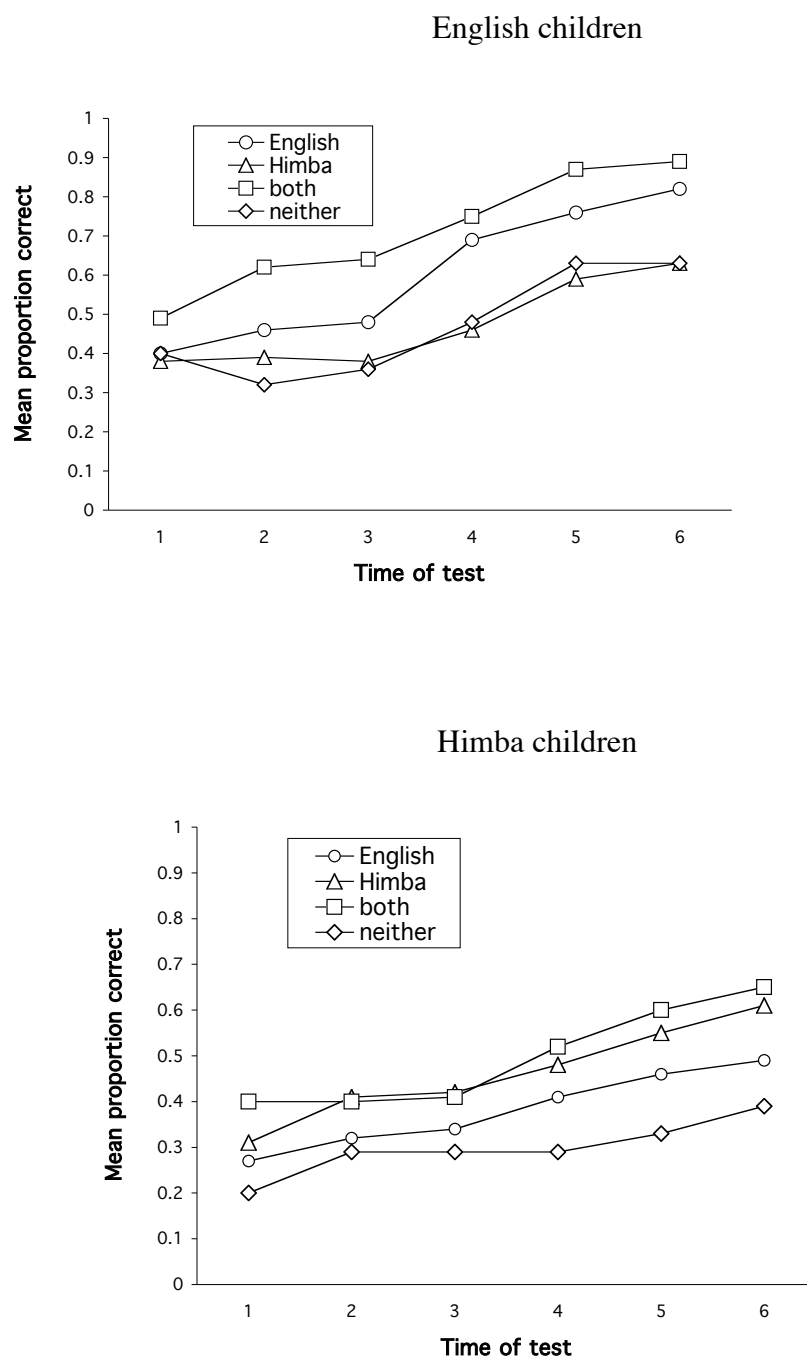 English children
1
0.9
0.8
0.7
0.6
0.5
0.4
0.3
0.2
0.1
0
English
Himba
both
neither
Mean proportion correct
1 2 3 4 5 6
Time of test
Himba children
1
0.9
0.8
0.7
0.6
0.5
0.4
0.3
0.2
0.1
0
English
Himba
both
neither
Mean proportion correct
1 2 3 4 5 6
Time of test